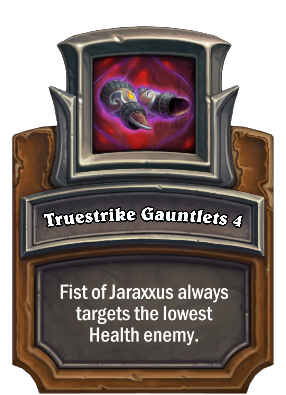 Truestrike Gauntlets 4
Fist of Jaraxxus always
targets the lowest
Health enemy.